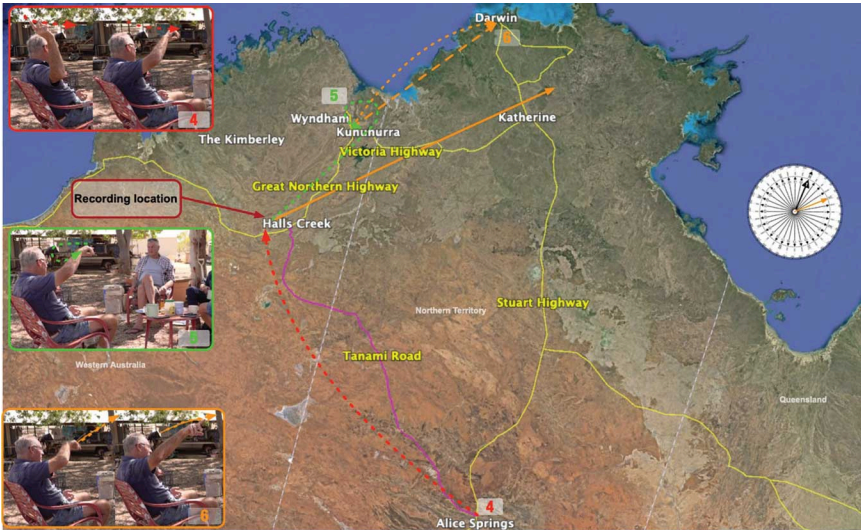 Darwin
6
4
5
Wyndham
Kununurra
Katherine
The Kimberley
Victoria Highway
Great Northern Highway
Recording location
Halls Creek
Northern Territory
Stuart Highway
5
Tanami Road
Western Australia
Queensland
6
4
Alice Springs